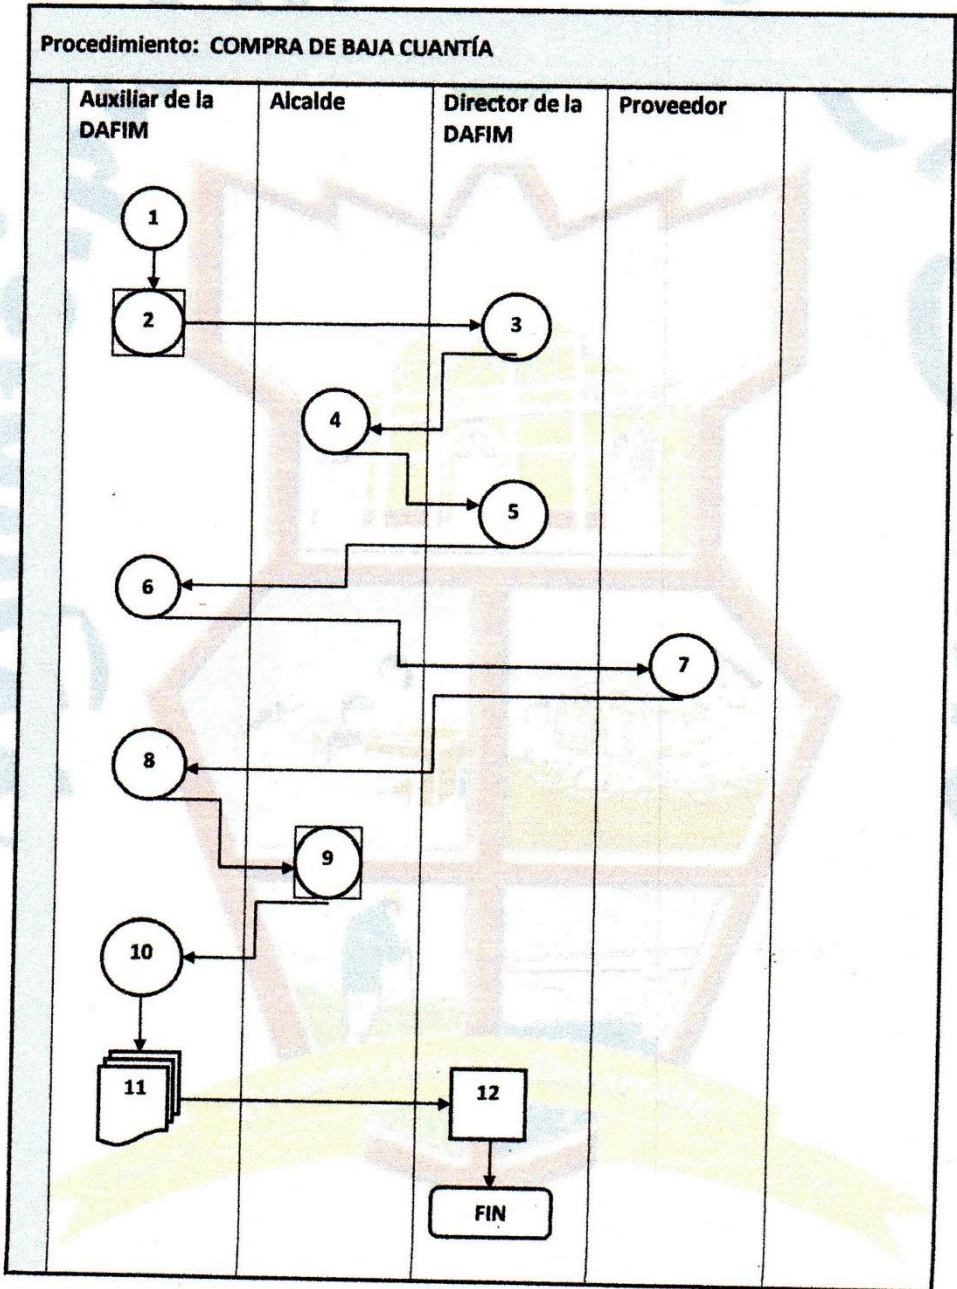 Procedimiento: COMPRA DE BAJA CUANTÍA
Auxiliar de la DAFIM
Alcalde
Director de la DAFIM
Proveedor
1
2
3
4
5
6
7
8
9
10
11
12
FIN